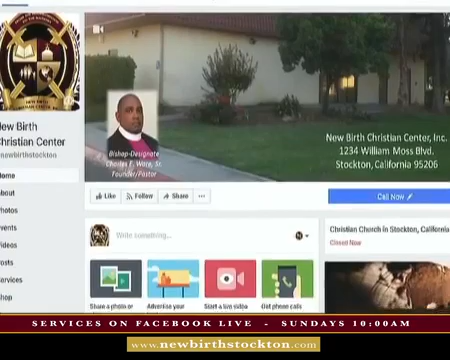 NEW BIRTH
New Birth
Christian Center
newbirthstockton
Home
About
Photos
Events
Videos
Posts
Services
Shop
Bishop-Designate
Charles E. Ware, Sr.
Founder/Pastor
New Birth Christian Center, Inc.
1234 William Moss Blvd.
Stockton, California 95206
Like
Follow
Share
Call Now
Write something...
Share a photo or
Advertise your
Start a live video
Get phone calls
Christian Church in Stockton, California
Closed Now
SERVICES ON FACEBOOK LIVE - SUNDAYS 10:00AM
www.newbirthstockton.com